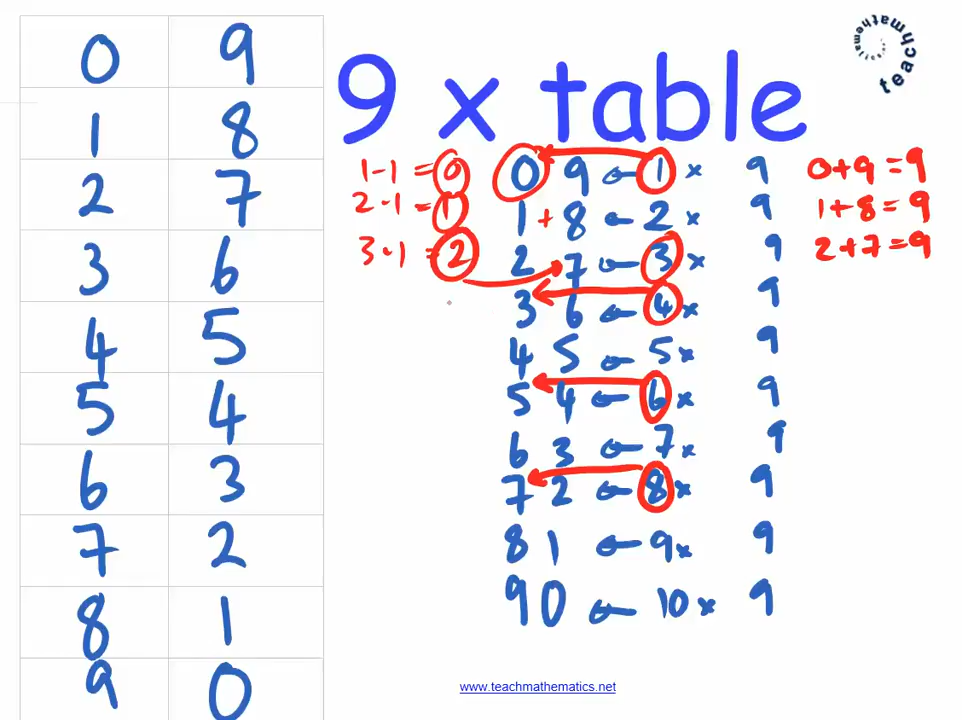 0 9
1 8
2 7
3 6
4 5
5 4
6 3
7 2
8 1
9 0
teachmathematics
9 x table
1-1 =0
2-1 =1
3-1 =2
0 9 ← 1 × 9
1 + 8 ← 2 × 9
2 7 ← 3 × 9
3 6 ← 4 × 9
4 5 ← 5 × 9
5 4 ← 6 × 9
6 3 ← 7 × 9
7 2 ← 8 × 9
8 1 ← 9 × 9
90 ← 10 × 9
0+9 =9
1+8=9
2+7=9
www.teachmathematics.net